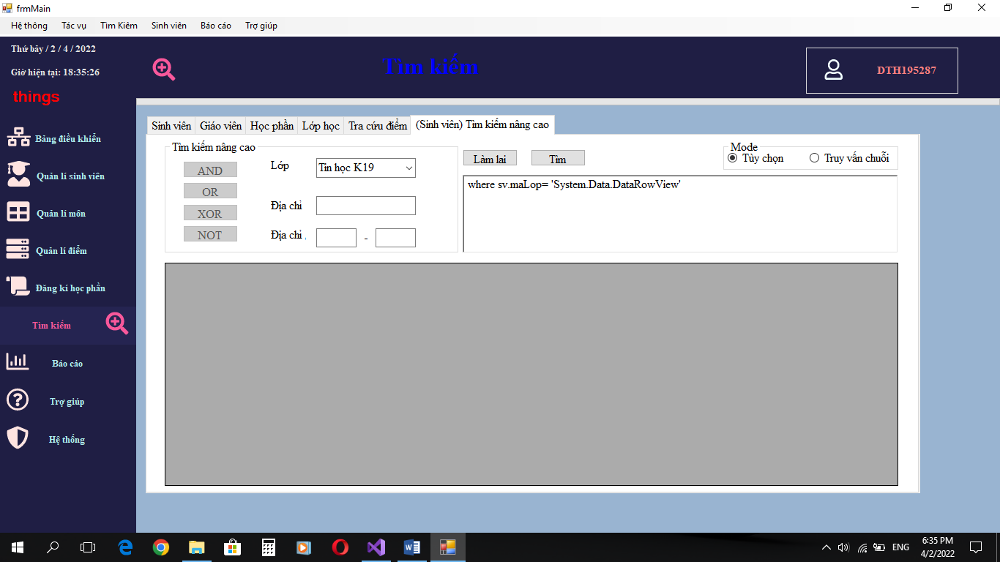 frmMain
Hệ thông Tác vụ Tìm Kiêm Sinh viên Báo cáo Trợ giúp
Thứ bảy / 2 / 4 / 2022
Giờ hiện tại: 18:35:26
things
Tìm kiếm
DTH195287
Bảng điều khiển
Quản lí sinh viên
Quản lí môn
Quản lí điểm
Đăng kí học phần
Tìm kiếm
Báo cáo
Trợ giúp
Hệ thống
Sinh viên Giáo viên Học phần Lớp học Tra cứu điểm (Sinh viên) Tìm kiếm nâng cao
Tìm kiếm nâng cao
AND
OR
XOR
NOT
Lớp Tin học K19
Địa chỉ
Địa chỉ -
Làm lai Tìm
Mode
Tùy chọn Truy vấn chuỗi
where sv.maLop= 'System.Data.DataRowView'
ENG
6:35 PM
4/2/2022